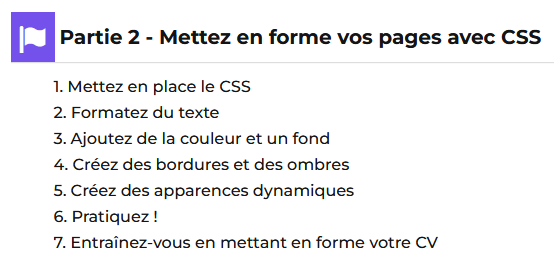 Partie 2 - Mettez en forme vos pages avec CSS
1. Mettez en place le CSS
2. Formatez du texte
3. Ajoutez de la couleur et un fond
4. Créez des bordures et des ombres
5. Créez des apparences dynamiques
6. Pratiquez !
7. Entraînez-vous en mettant en forme votre CV